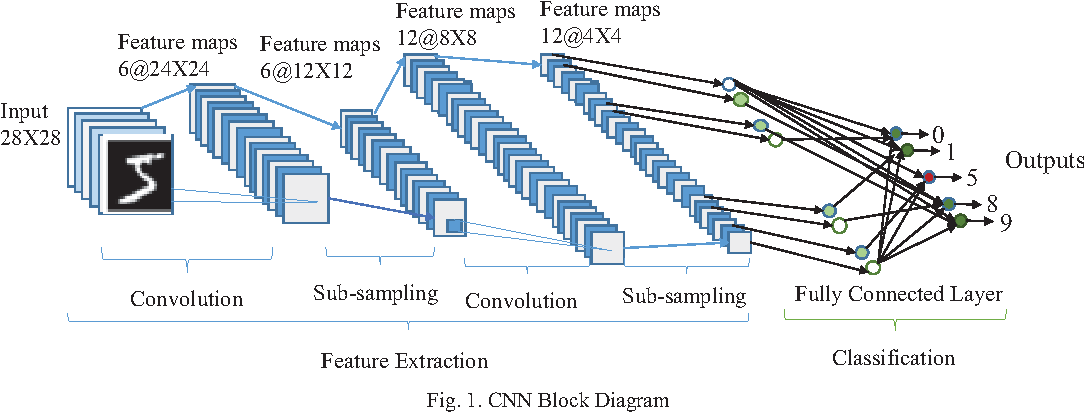 Feature maps
6@24X24
Feature maps
6@12X12
Feature maps
12@8X8
Feature maps
12@4X4
Input
28X28
0
1
5
8
9
Outputs
Convolution
Sub-sampling
Convolution
Sub-sampling
Fully Connected Layer
Feature Extraction
Classification
Fig. 1. CNN Block Diagram